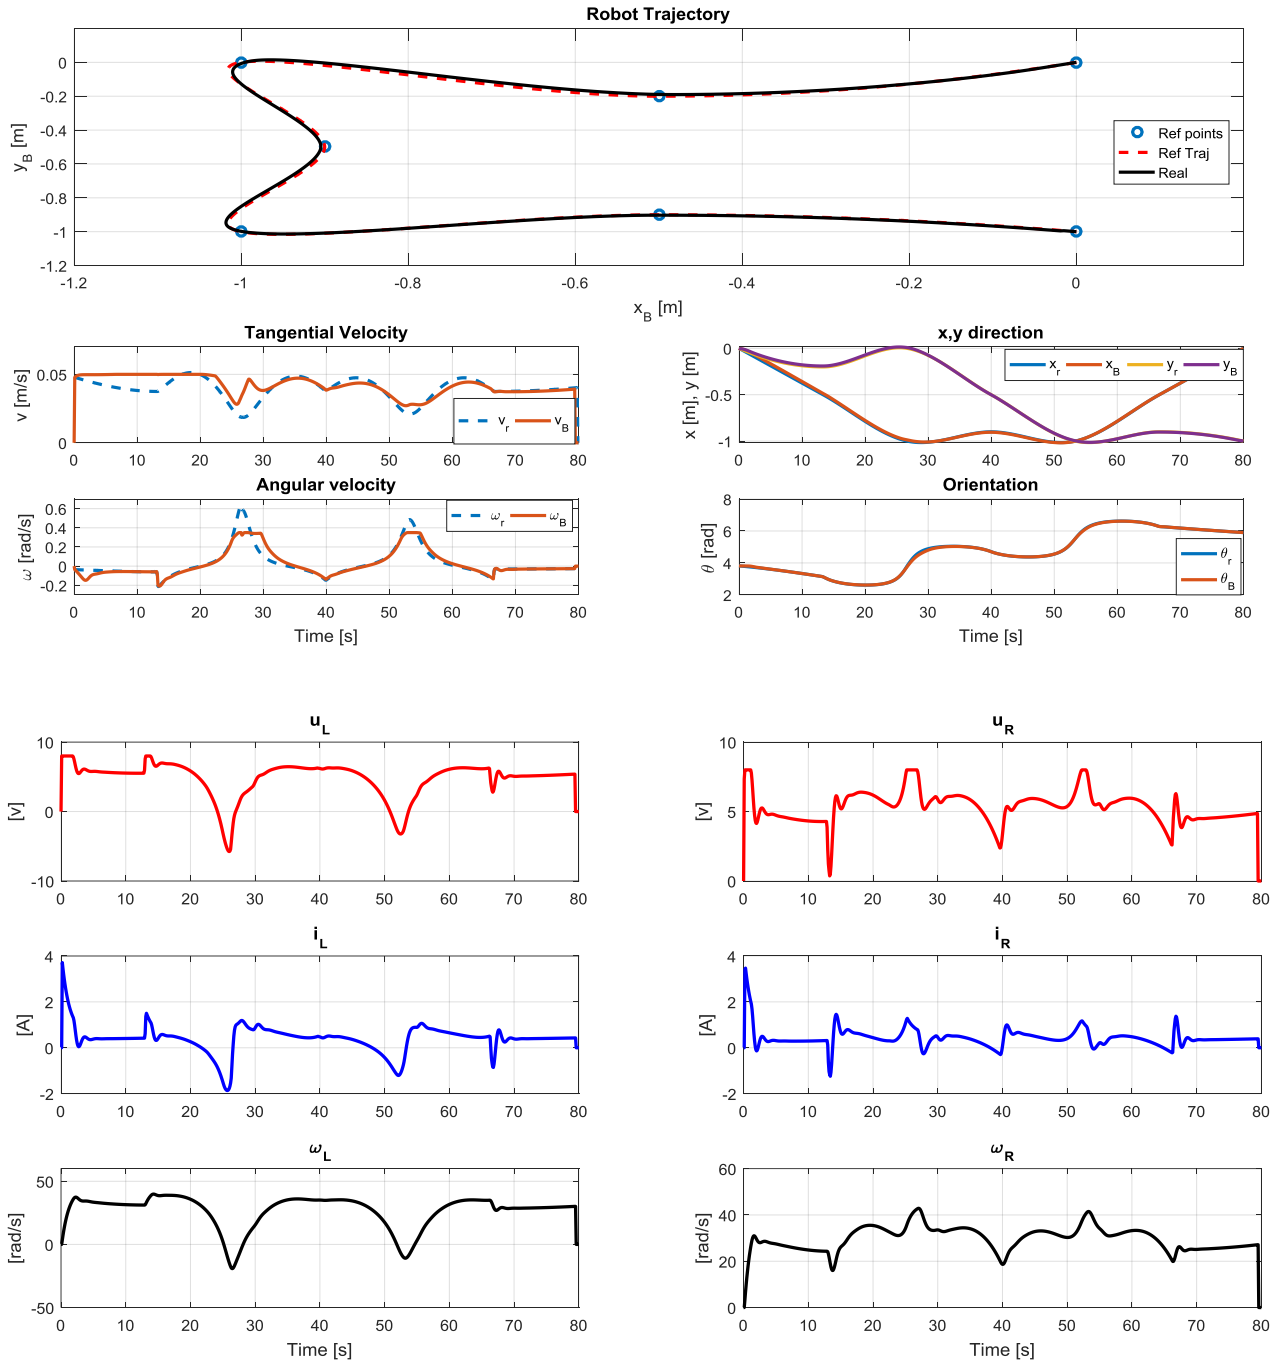 Robot Trajectory
0
-0.2
-0.4
-0.6
-0.8
-1
-1.2
y_B [m]
Ref points
Ref Traj
Real
-1.2 -1 -0.8 -0.6 -0.4 -0.2 0
x_B [m]
Tangential Velocity
0.05
0
v [m/s]
v_r v_B
0 10 20 30 40 50 60 70 80
x,y direction
0
-0.5
-1
x [m], y [m]
x_r x_B y_r y_B
0 10 20 30 40 50 60 70 80
Angular velocity
0.6
0.4
0.2
0
-0.2
ω [rad/s]
ω_r ω_B
0 10 20 30 40 50 60 70 80
Time [s]
Orientation
8
6
4
2
θ [rad]
θ_r
θ_B
0 10 20 30 40 50 60 70 80
Time [s]
u_L
10
0
-10
[v]
0 10 20 30 40 50 60 70 80
u_R
10
5
0
[v]
0 10 20 30 40 50 60 70 80
i_L
4
2
0
-2
[A]
0 10 20 30 40 50 60 70 80
i_R
4
2
0
-2
[A]
0 10 20 30 40 50 60 70 80
ω_L
50
0
-50
[rad/s]
0 10 20 30 40 50 60 70 80
Time [s]
ω_R
60
40
20
0
[rad/s]
0 10 20 30 40 50 60 70 80
Time [s]